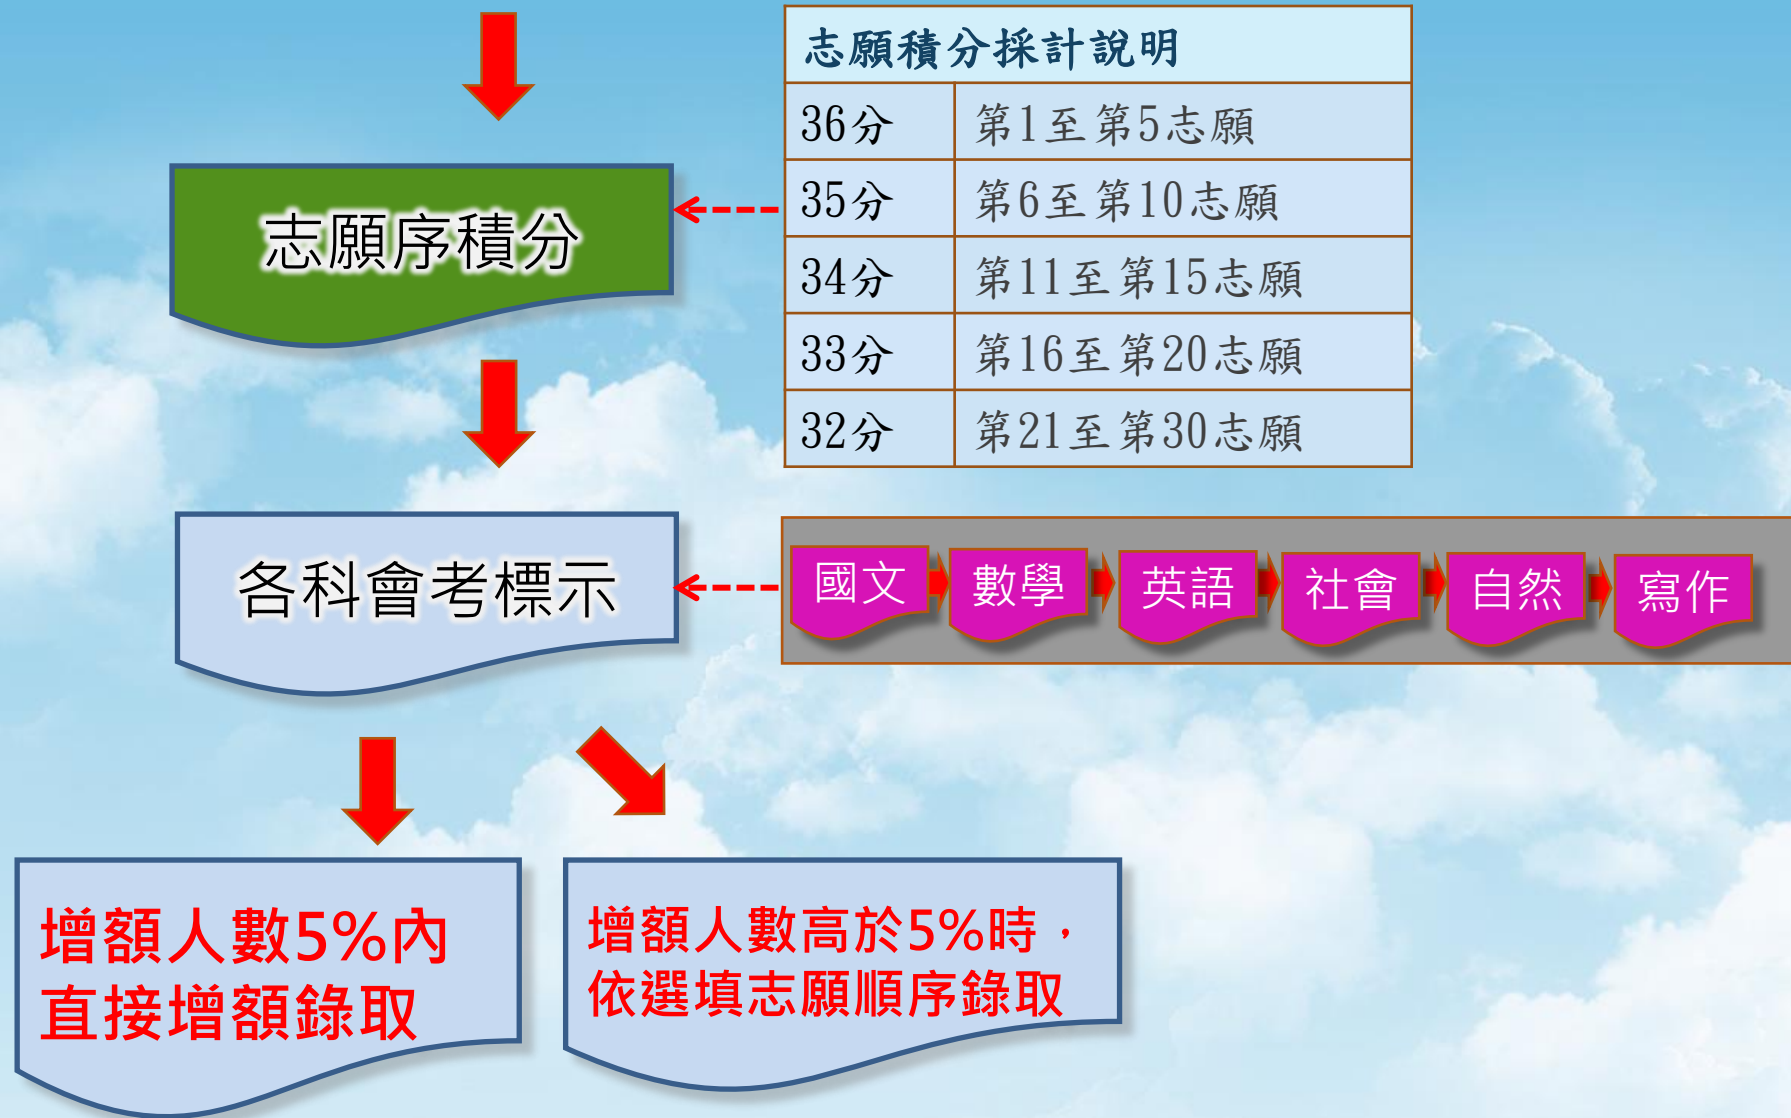 志願積分採計說明
36分 第1至第5志願
35分 第6至第10志願
34分 第11至第15志願
33分 第16至第20志願
32分 第21至第30志願
志願序積分
各科會考標示
國文 數學 英語 社會 自然 寫作
增額人數5%內
直接增額錄取
增額人數高於5%時，
依選填志願順序錄取